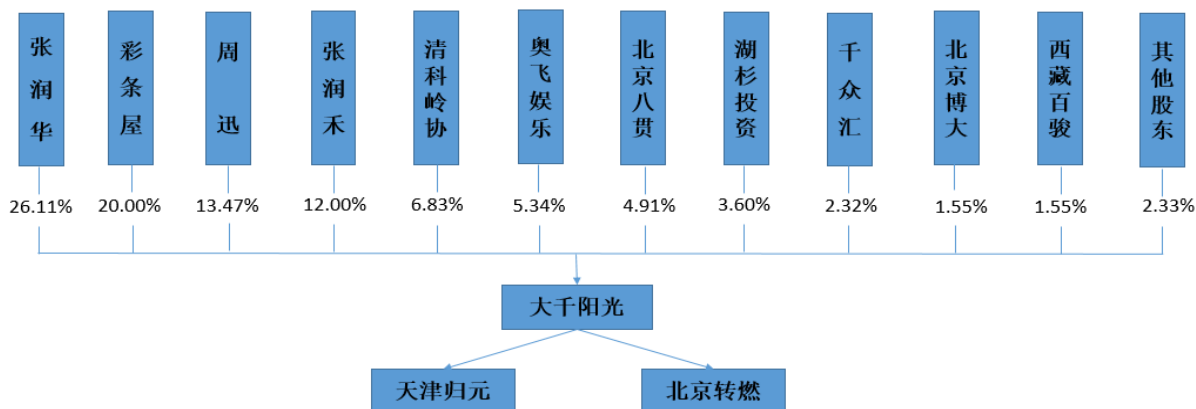 张润华
彩条屋
周迅
张润禾
清科岭协
奥飞娱乐
北京八贯
湖杉投资
千众汇
北京博大
西藏百骏
其他股东
26.11%
20.00%
13.47%
12.00%
6.83%
5.34%
4.91%
3.60%
2.32%
1.55%
1.55%
2.33%
大千阳光
天津归元
北京转燃